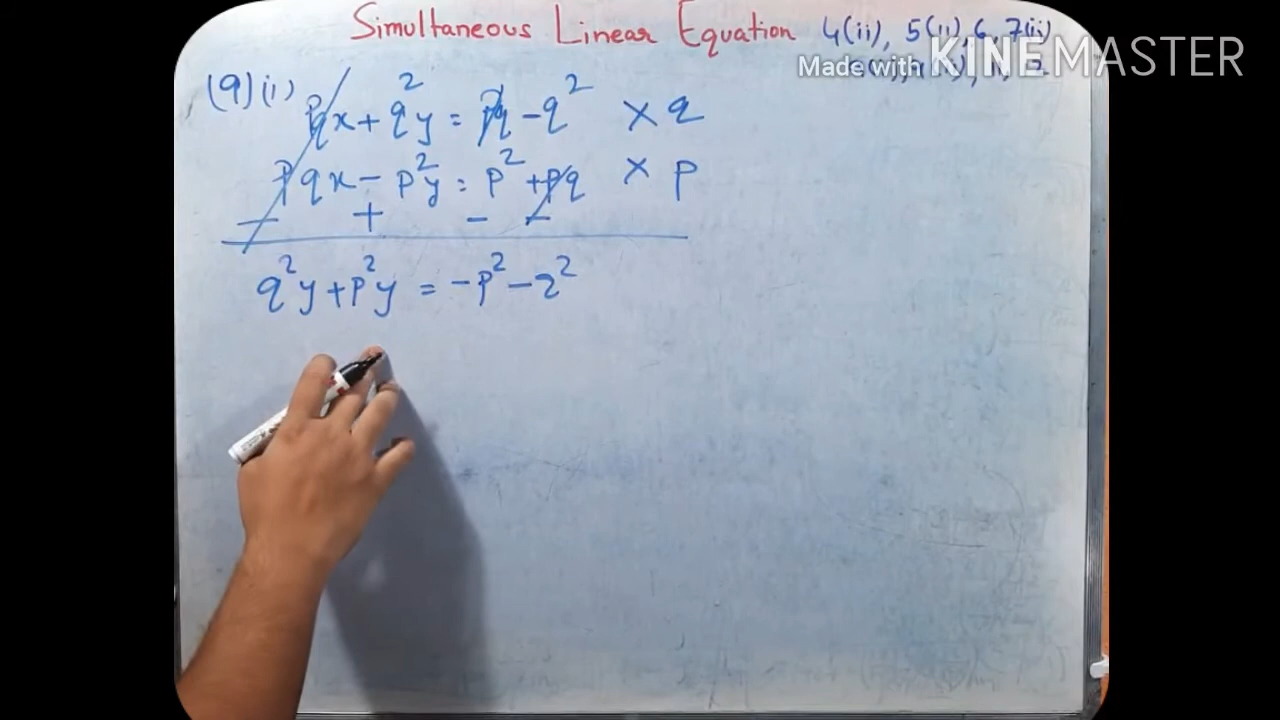 Simultaneous Linear Equation 4(ii), 5(ii), 6, 7(ii)
Made with KINEMASTER
(9)(i) pqx + q²y = pq - q² × q
pqx - p²y = p² + pq × p
- + - -
q²y + p²y = -p² - q²